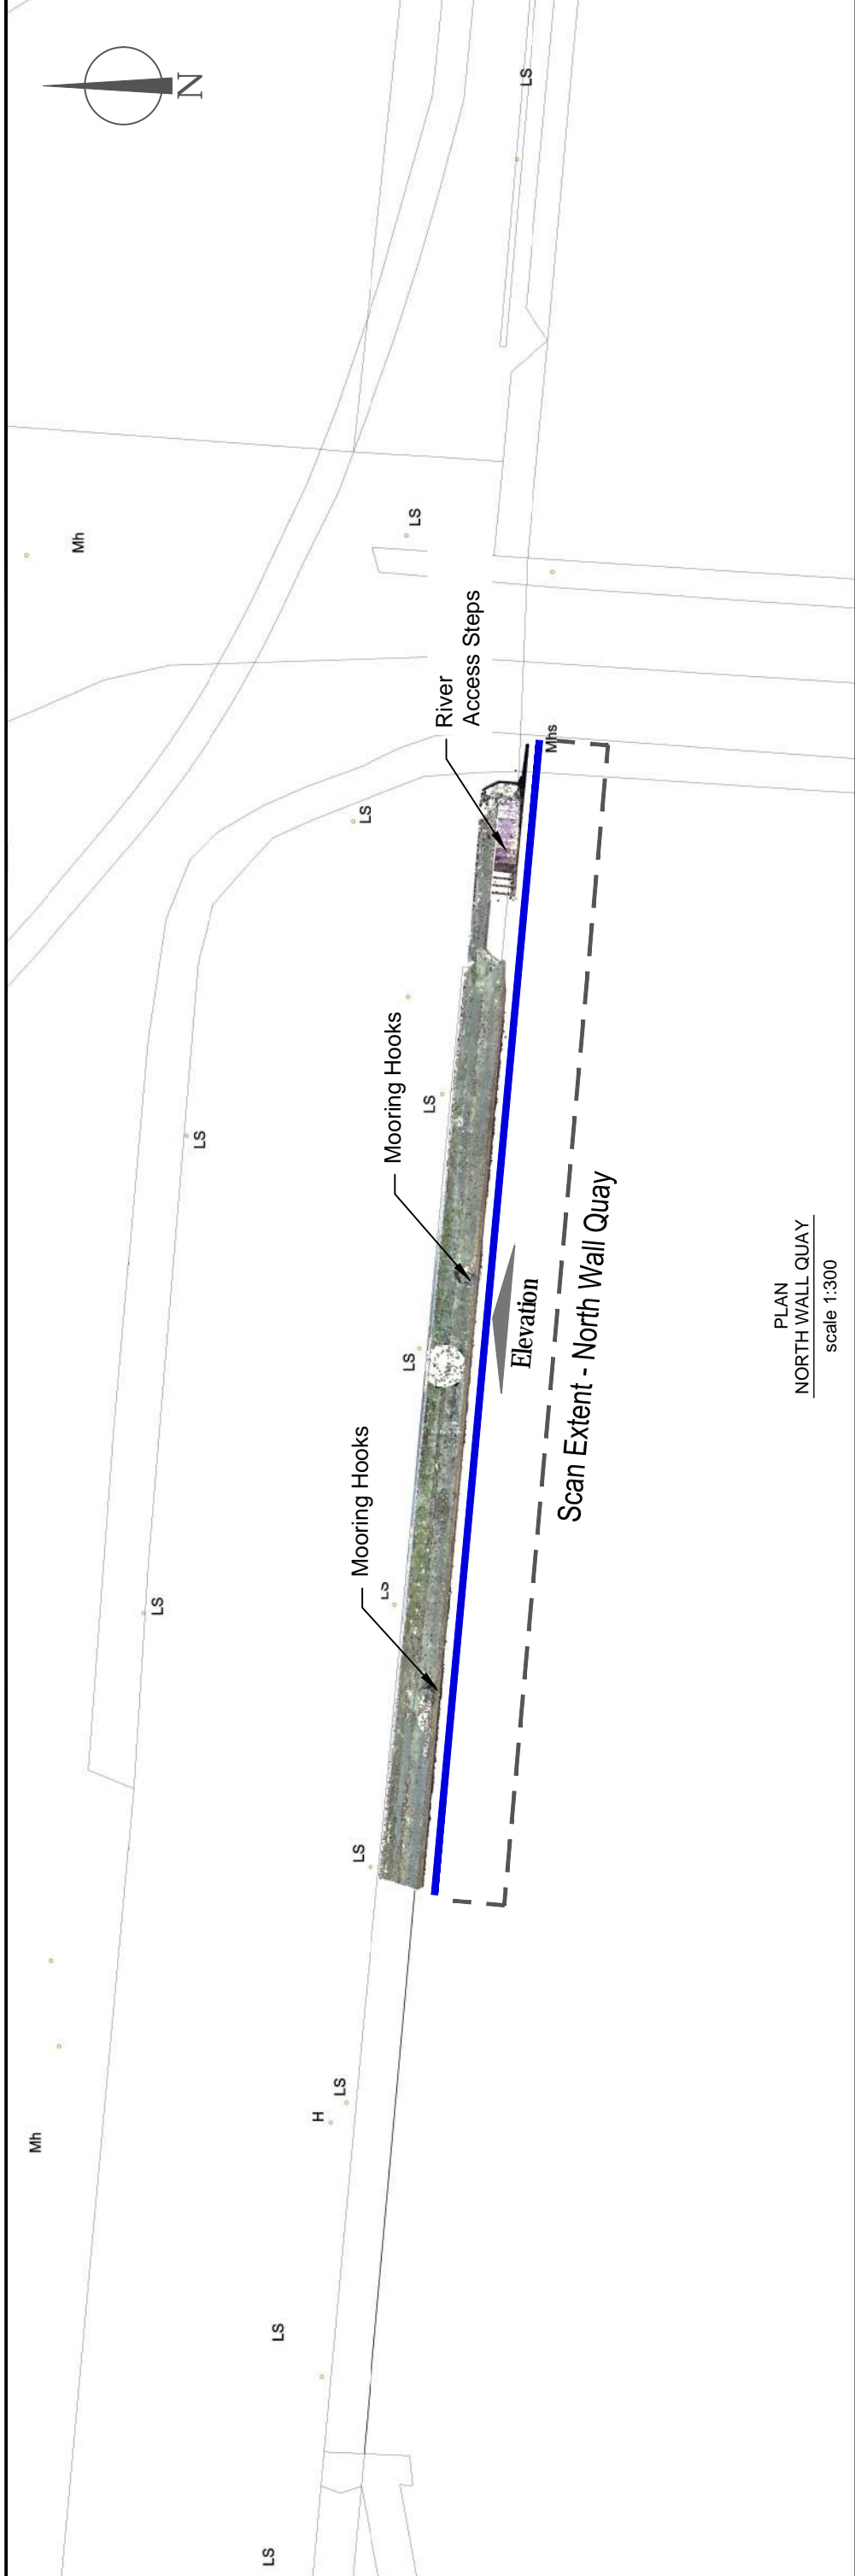 Mh
Mh
LS
N
LS
LS
LS
H
LS
LS
Mooring Hooks
LS
LS
Mooring Hooks
LS
LS
LS
River
Access Steps
Elevation
LS
Mhs
Scan Extent - North Wall Quay
PLAN
NORTH WALL QUAY
scale 1:300